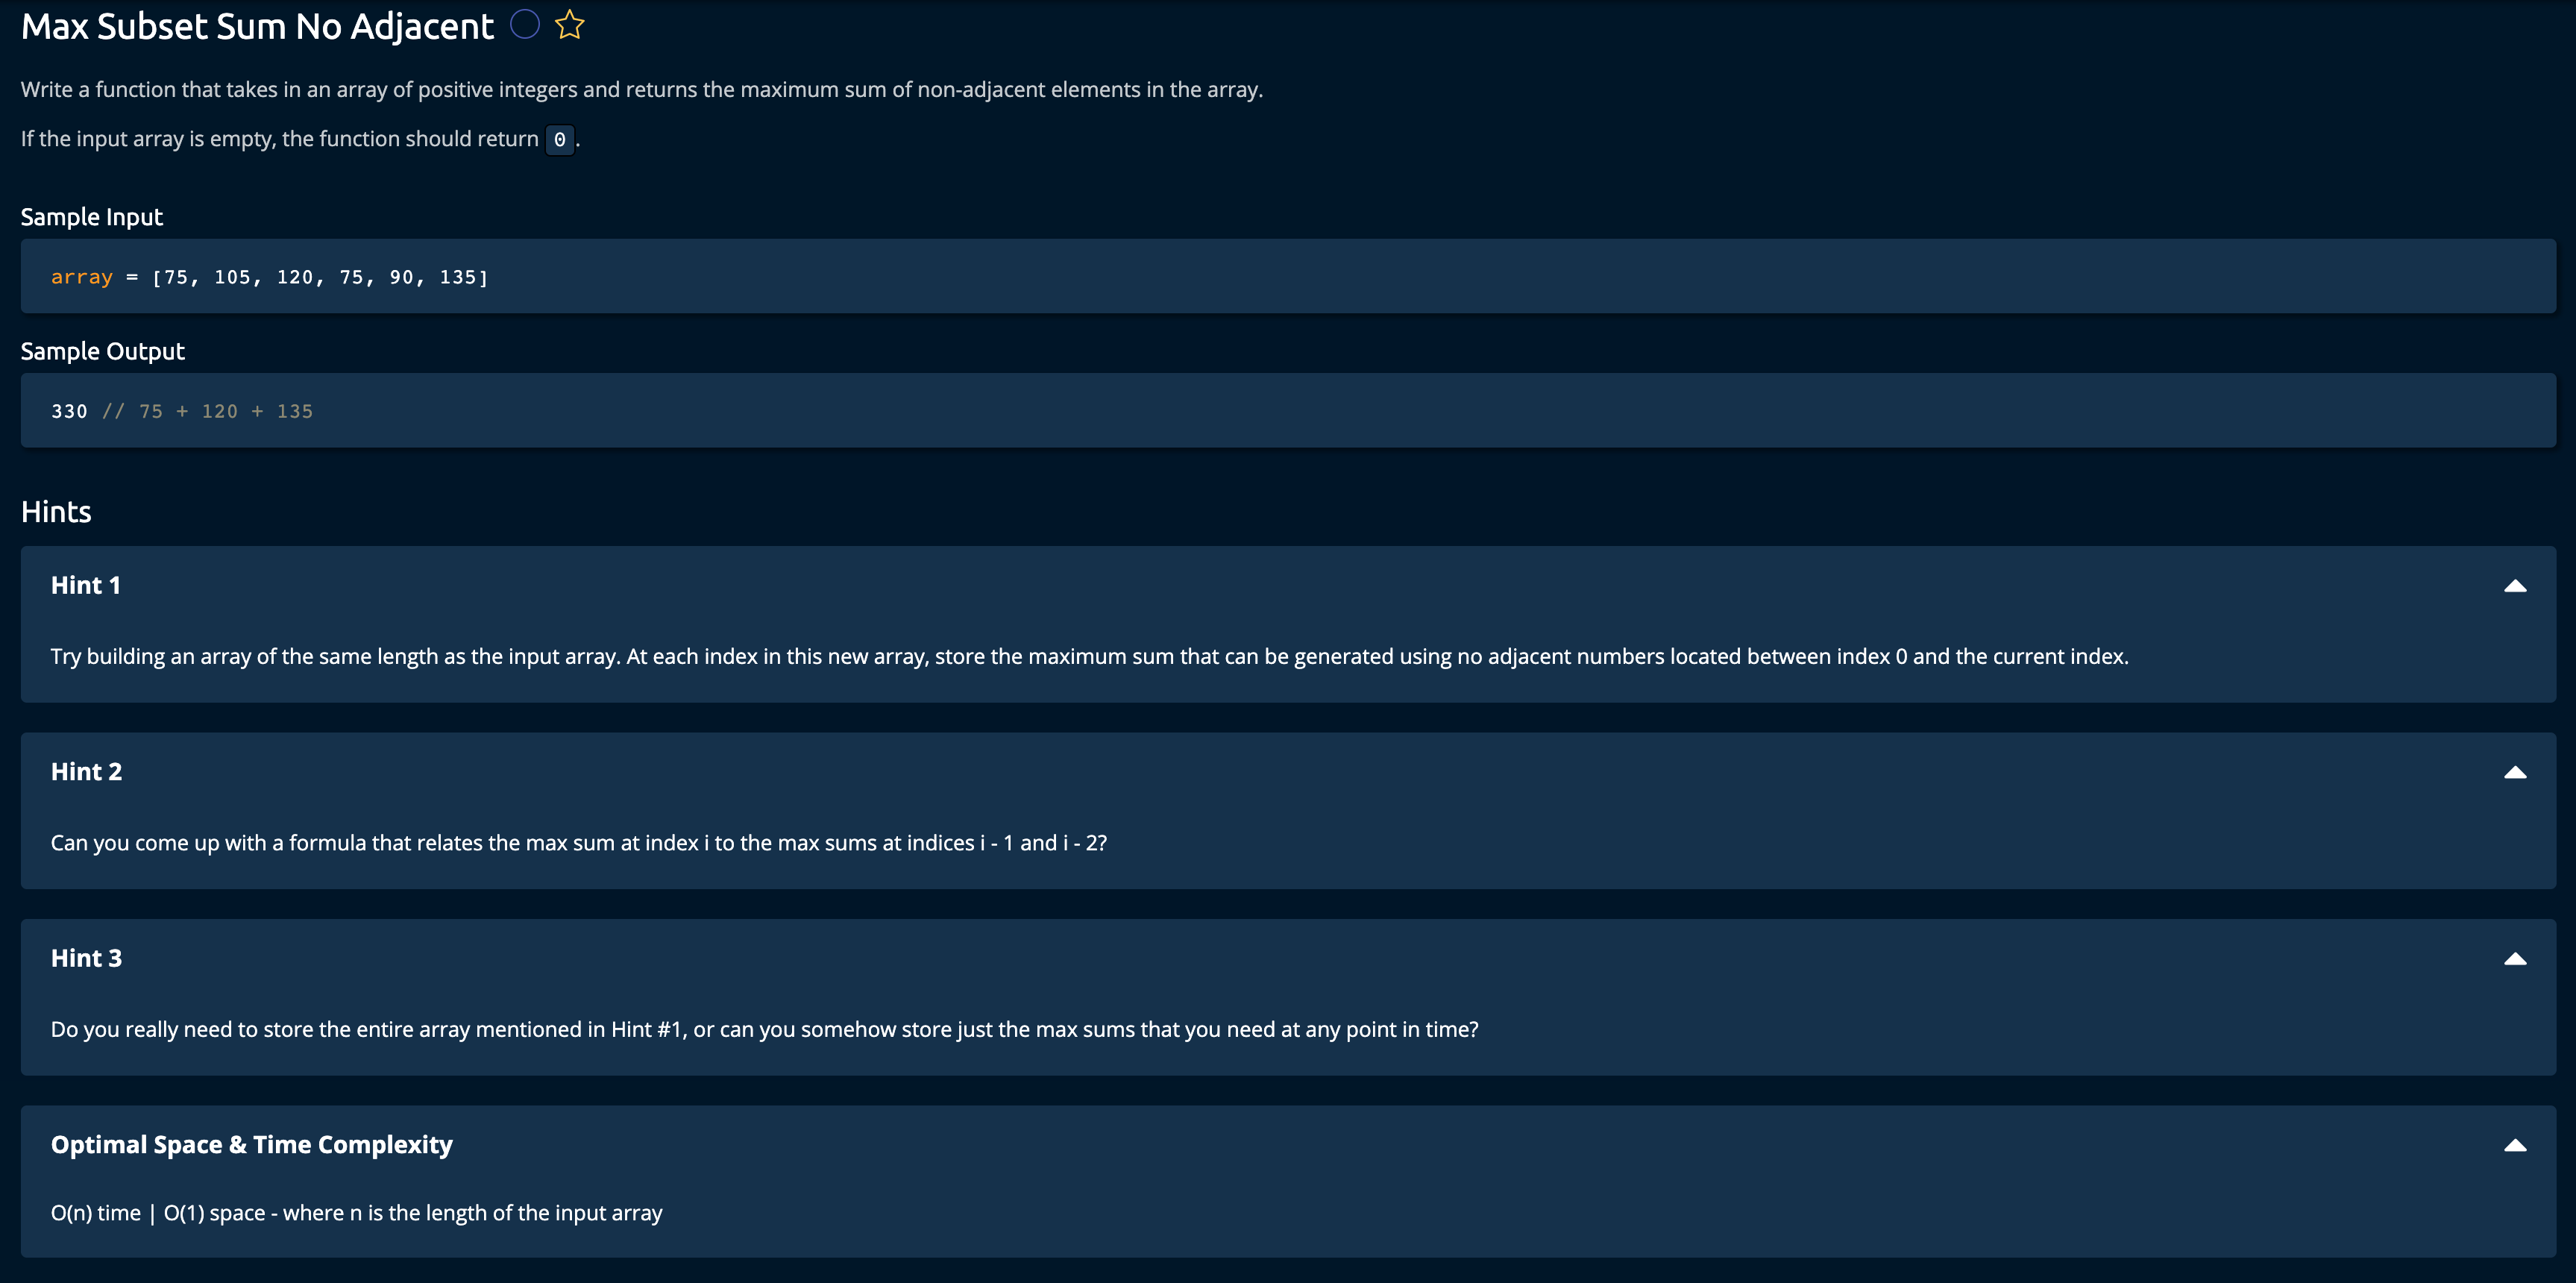 Max Subset Sum No Adjacent
Write a function that takes in an array of positive integers and returns the maximum sum of non-adjacent elements in the array.
If the input array is empty, the function should return 0.
Sample Input
array = [75, 105, 120, 75, 90, 135]
Sample Output
330 // 75 + 120 + 135
Hints
Hint 1
Try building an array of the same length as the input array. At each index in this new array, store the maximum sum that can be generated using no adjacent numbers located between index 0 and the current index.
Hint 2
Can you come up with a formula that relates the max sum at index i to the max sums at indices i - 1 and i - 2?
Hint 3
Do you really need to store the entire array mentioned in Hint #1, or can you somehow store just the max sums that you need at any point in time?
Optimal Space & Time Complexity
O(n) time | O(1) space - where n is the length of the input array